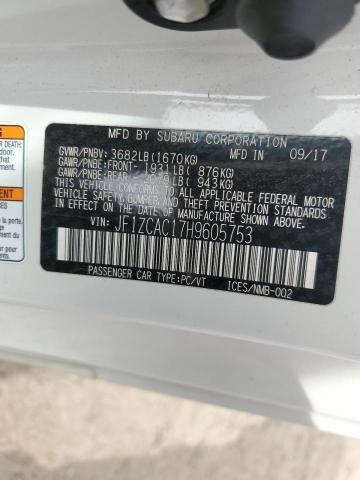 MFD BY SUBARU CORPORATION
GVWR/PNBV: 3682LB(1670KG) MFD IN 09/17
GAWR/PNBE:FRONT 1931LB( 876KG)
GAWR/PNBE:REAR LB( 943KG)
THIS VEHICLE CONFORMS TO ALL APPLICABLE FEDERAL MOTOR
VEHICLE SAFETY, BUMPER, AND THEFT PREVENTION STANDARDS
IN EFFECT ON THE DATE OF MANUFACTURE SHOWN ABOVE.
VIN: JF1ZCAC17H9605753
PASSENGER CAR TYPE:PC/VT ICES/NMB-002
DEATH:
door.